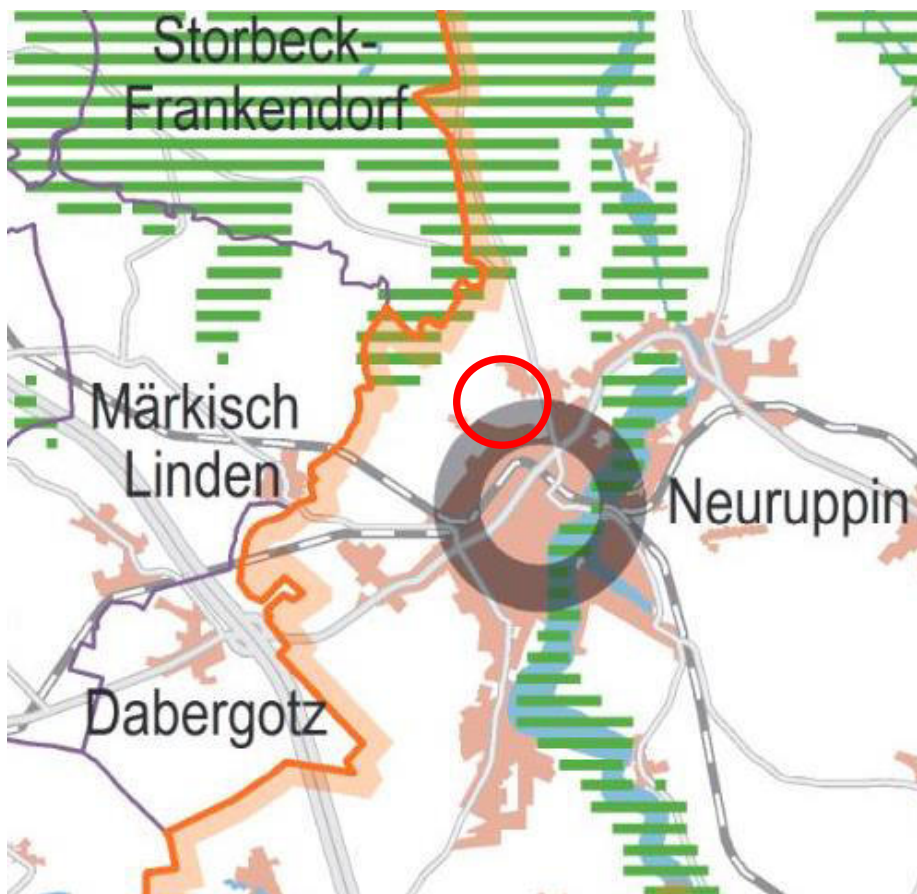 Storbeck-
Frankendorf
Märkisch
Linden
Neuruppin
Dabergotz